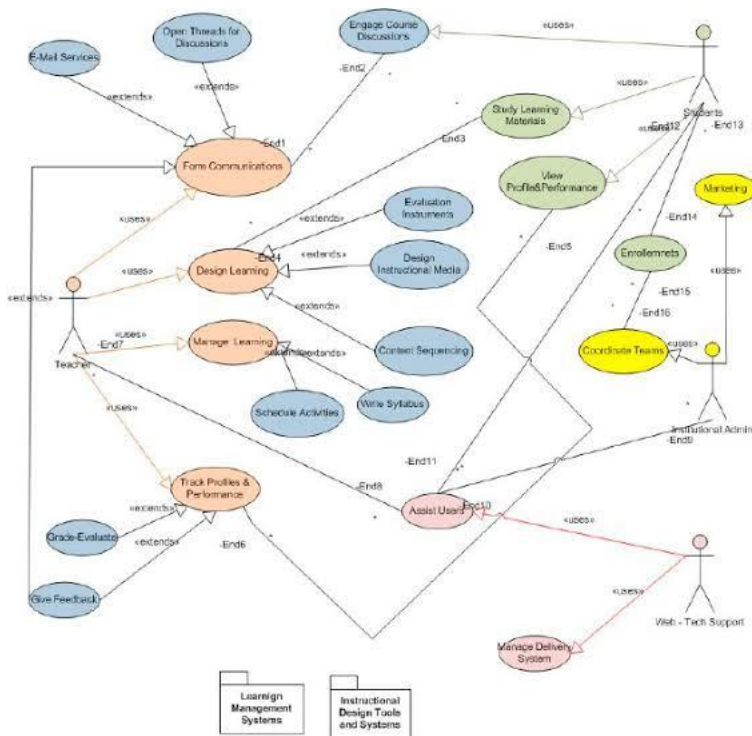 Engage Course
Discussions
«uses»
Open Threads for
Discussions
E-Mail Services
-End2
«extends»
«extends»
Study Learning
Materials
«uses»
Students
-End12
-End13
«uses»
-End3
-End1
Form Communications
View
Profile&Performance
Marketing
Evaluation
Instruments
«extends»
«uses»
-End14
-End5
Enrollemnets
-End4
Design Learning
«extends»
Design
Instructional Media
«uses»
«uses»
-End15
«extends»
«extends»
-End16
«uses»
-End7
Manage Learning
Content Sequencing
«uses»
Coordinate Teams
Teacher
«extends»
«extends»
Schedule Activities
Write Syllabus
Institutional Admin
-End9
«uses»
-End11
-End8
Track Profiles &
Performance
«extends»
Assist Users
-End10
«uses»
Grade-Evaluate
«extends»
-End6
«uses»
Give Feedback
Web - Tech Support
Manage Delivery
System
Learnign
Management
Systems
Instructional
Design Tools
and Systems